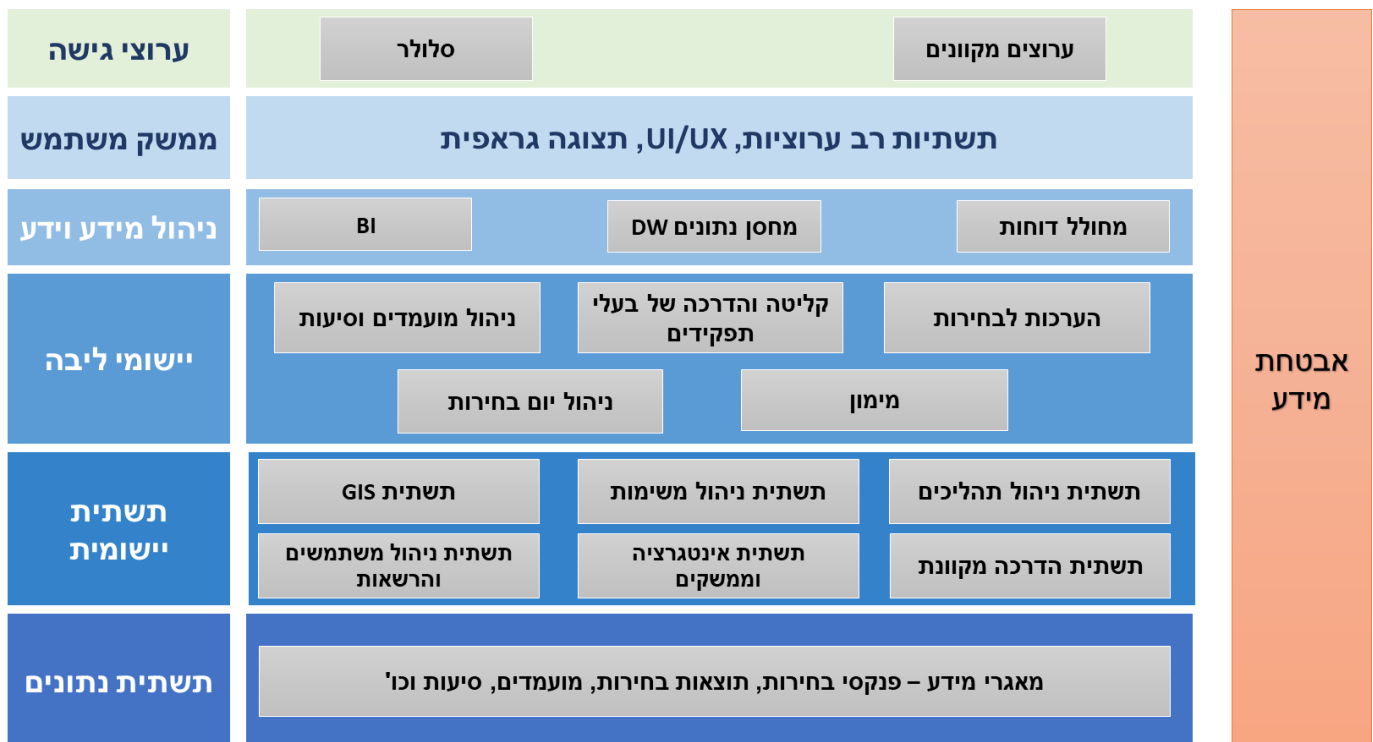 ערוצי גישה
סלולר
ערוצים מקוונים
ממשק משתמש
תשתיות רב ערוציות, UI/UX, תצוגה גראפית
ניהול מידע וידע
BI
מחסן נתונים DW
מחולל דוחות
יישומי ליבה
ניהול מועמדים וסיעות
קליטה והדרכה של בעלי
תפקידים
הערכות לבחירות
ניהול יום בחירות
מימון
תשתית
יישומית
תשתית GIS
תשתית ניהול משימות
תשתית ניהול תהליכים
תשתית ניהול משתמשים
והרשאות
תשתית אינטגרציה
וממשקים
תשתית הדרכה מקוונת
תשתית נתונים
מאגרי מידע – פנקסי בחירות, תוצאות בחירות, מועמדים, סיעות וכו'
אבטחת
מידע